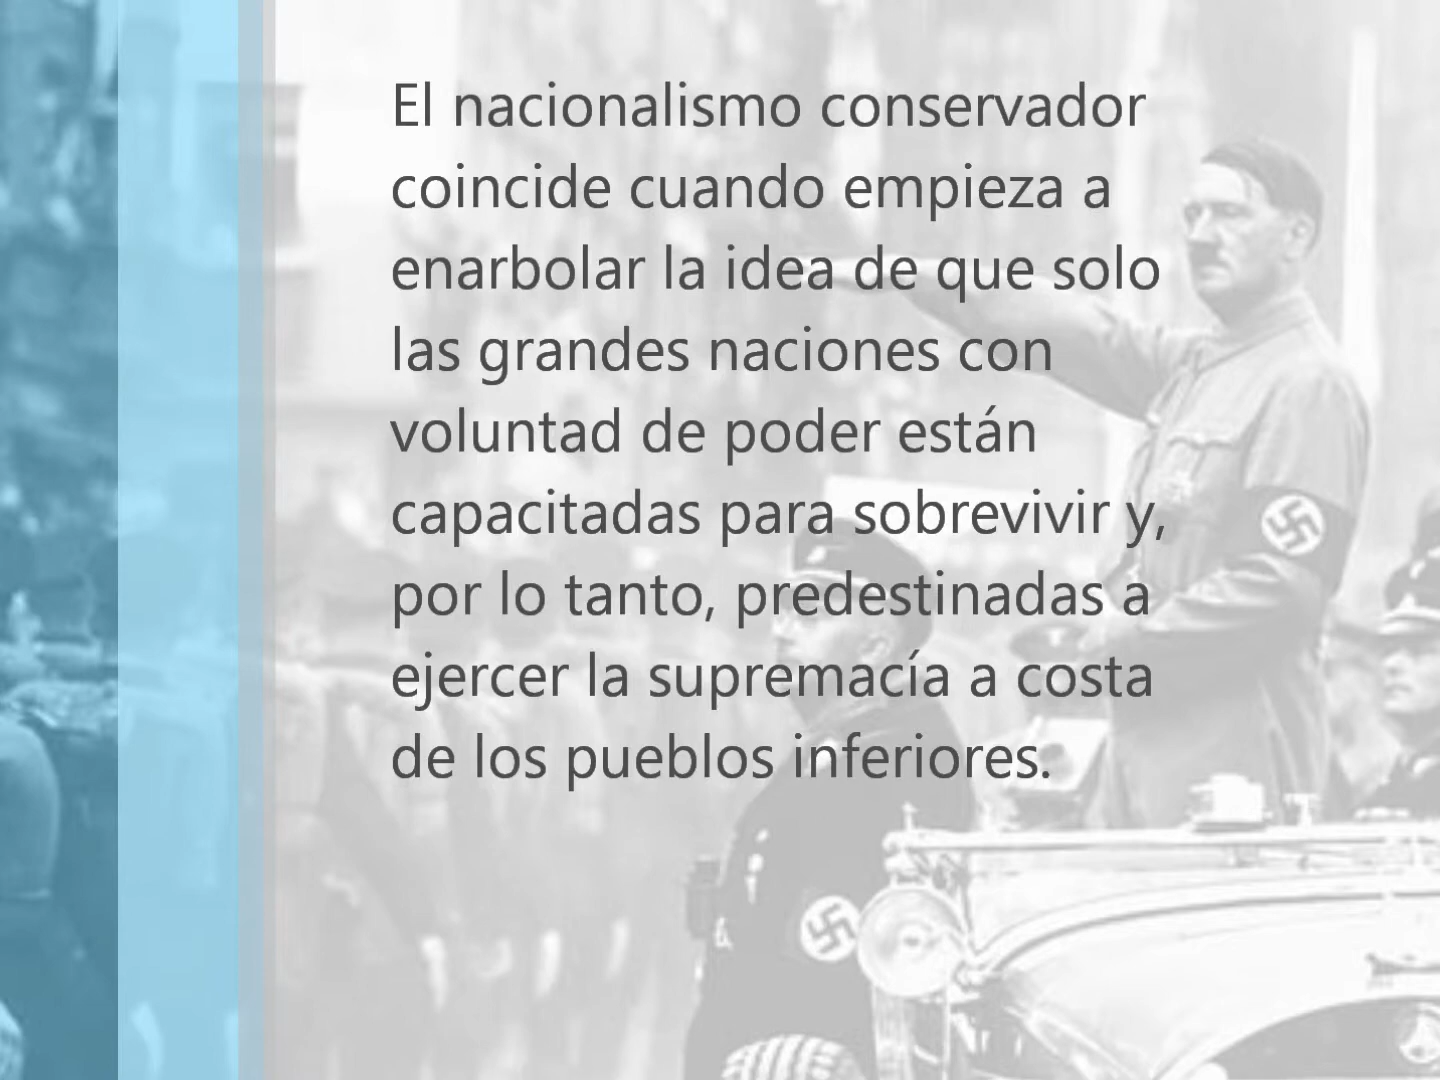 El nacionalismo conservador
coincide cuando empieza a
enarbolar la idea de que solo
las grandes naciones con
voluntad de poder están
capacitadas para sobrevivir y,
por lo tanto, predestinadas a
ejercer la supremacía a costa
de los pueblos inferiores.